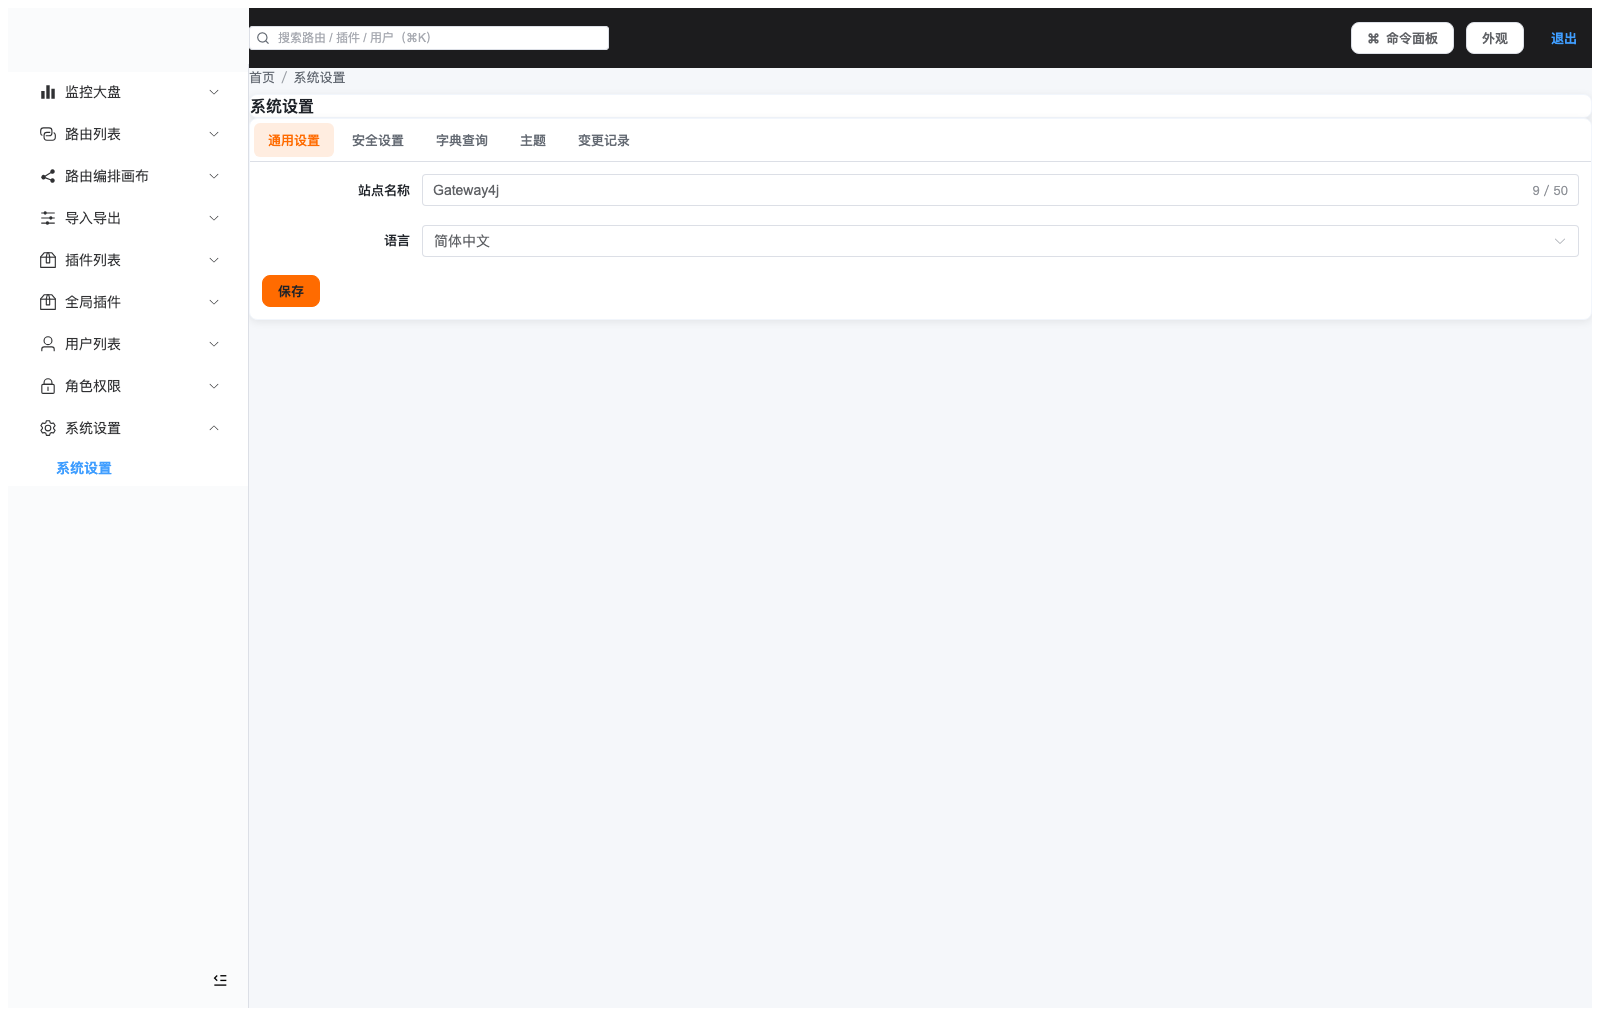 搜索路由 / 插件 / 用户（⌘K）
⌘ 命令面板
外观
退出
首页 / 系统设置
监控大盘
路由列表
路由编排画布
导入导出
插件列表
全局插件
用户列表
角色权限
系统设置
系统设置
系统设置
通用设置 安全设置 字典查询 主题 变更记录
站点名称 Gateway4j 9 / 50
语言 简体中文
保存